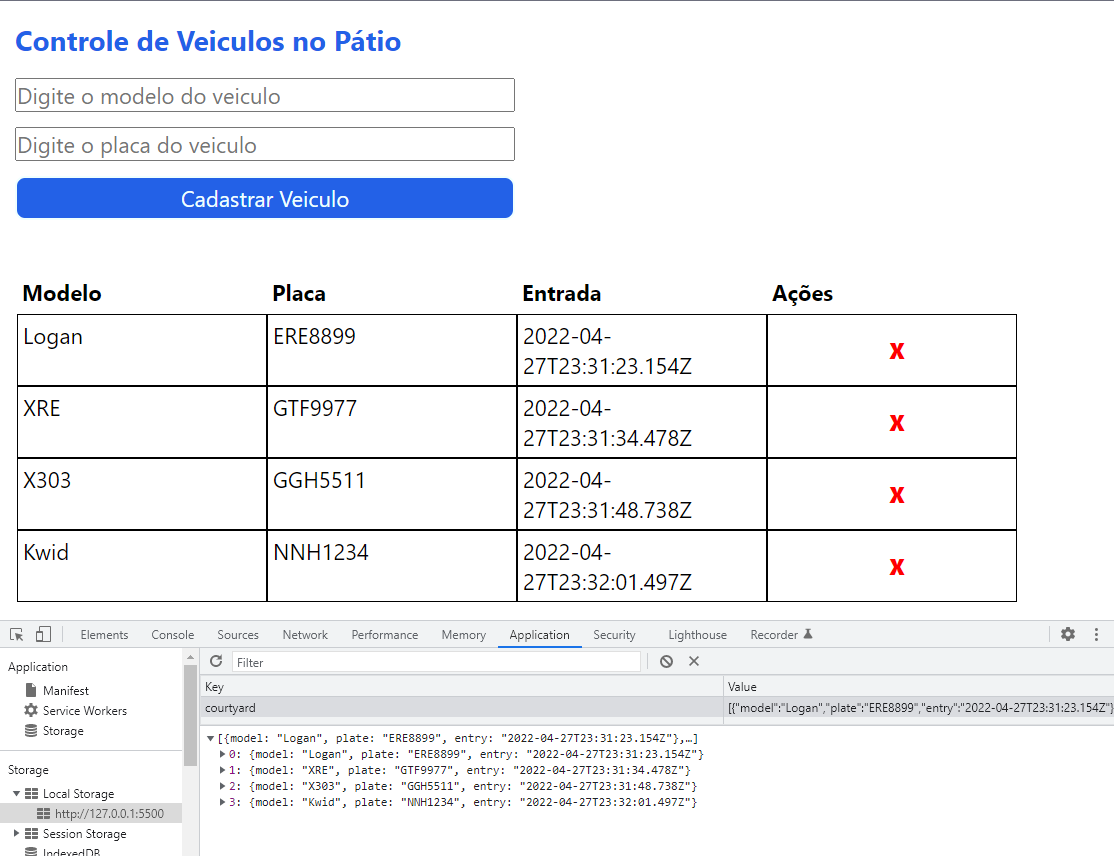 Controle de Veiculos no Pátio
Digite o modelo do veiculo
Digite o placa do veiculo
Cadastrar Veiculo
Modelo Placa Entrada Ações
Logan ERE8899 2022-04-
27T23:31:23.154Z X
XRE GTF9977 2022-04-
27T23:31:34.478Z X
X303 GGH5511 2022-04-
27T23:31:48.738Z X
Kwid NNH1234 2022-04-
27T23:32:01.497Z X
Elements Console Sources Network Performance Memory Application Security Lighthouse Recorder
Application
Manifest
Service Workers
Storage
Storage
Local Storage
http://127.0.0.1:5500
Session Storage
IndexedDB
Filter
Key Value
courtyard [{"model":"Logan","plate":"ERE8899","entry":"2022-04-27T23:31:23.154Z"}
[{model: "Logan", plate: "ERE8899", entry: "2022-04-27T23:31:23.154Z"},…]
0: {model: "Logan", plate: "ERE8899", entry: "2022-04-27T23:31:23.154Z"}
1: {model: "XRE", plate: "GTF9977", entry: "2022-04-27T23:31:34.478Z"}
2: {model: "X303", plate: "GGH5511", entry: "2022-04-27T23:31:48.738Z"}
3: {model: "Kwid", plate: "NNH1234", entry: "2022-04-27T23:32:01.497Z"}